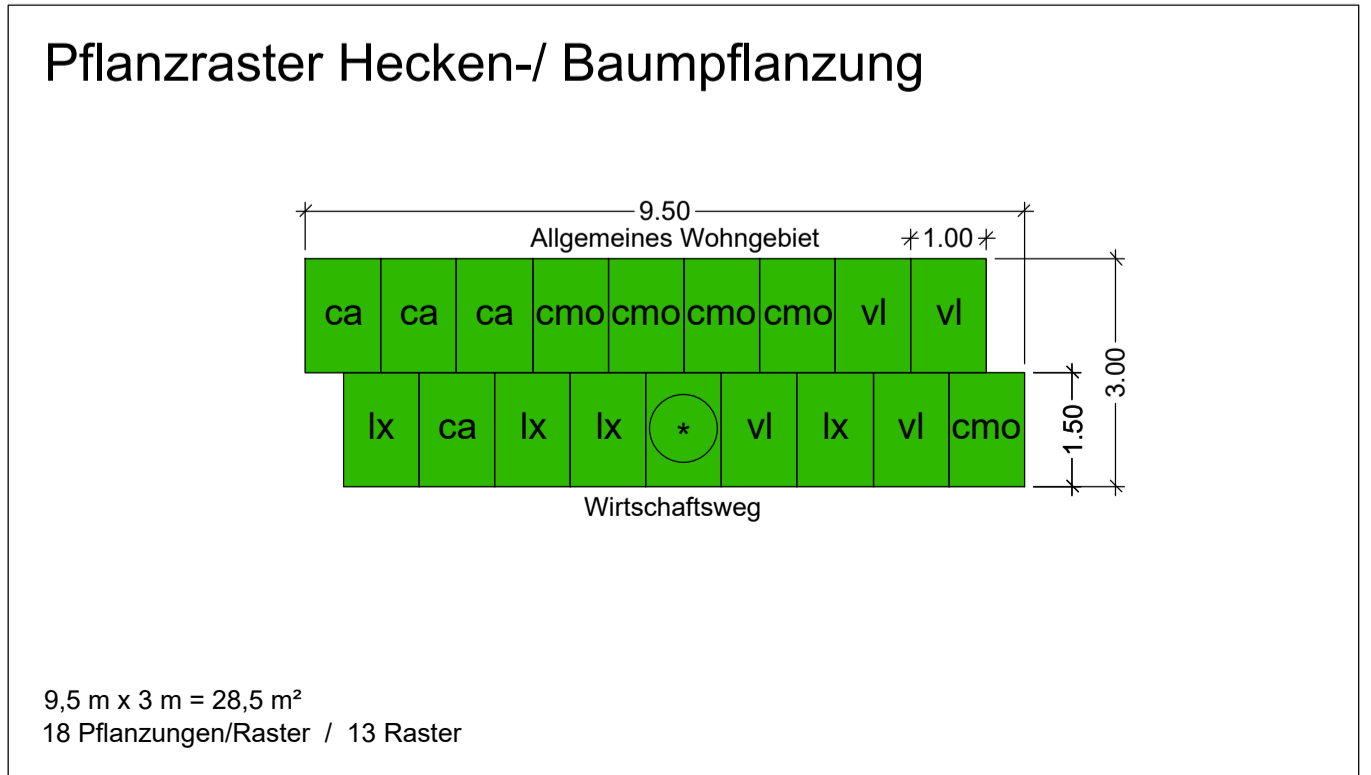 Pflanzraster Hecken-/ Baumpflanzung
9.50
Allgemeines Wohngebiet 1.00
ca ca ca cmo cmo cmo cmo vl vl
3.00
1.50
lx ca lx lx * vl lx vl cmo
Wirtschaftsweg
9,5 m x 3 m = 28,5 m²
18 Pflanzungen/Raster / 13 Raster